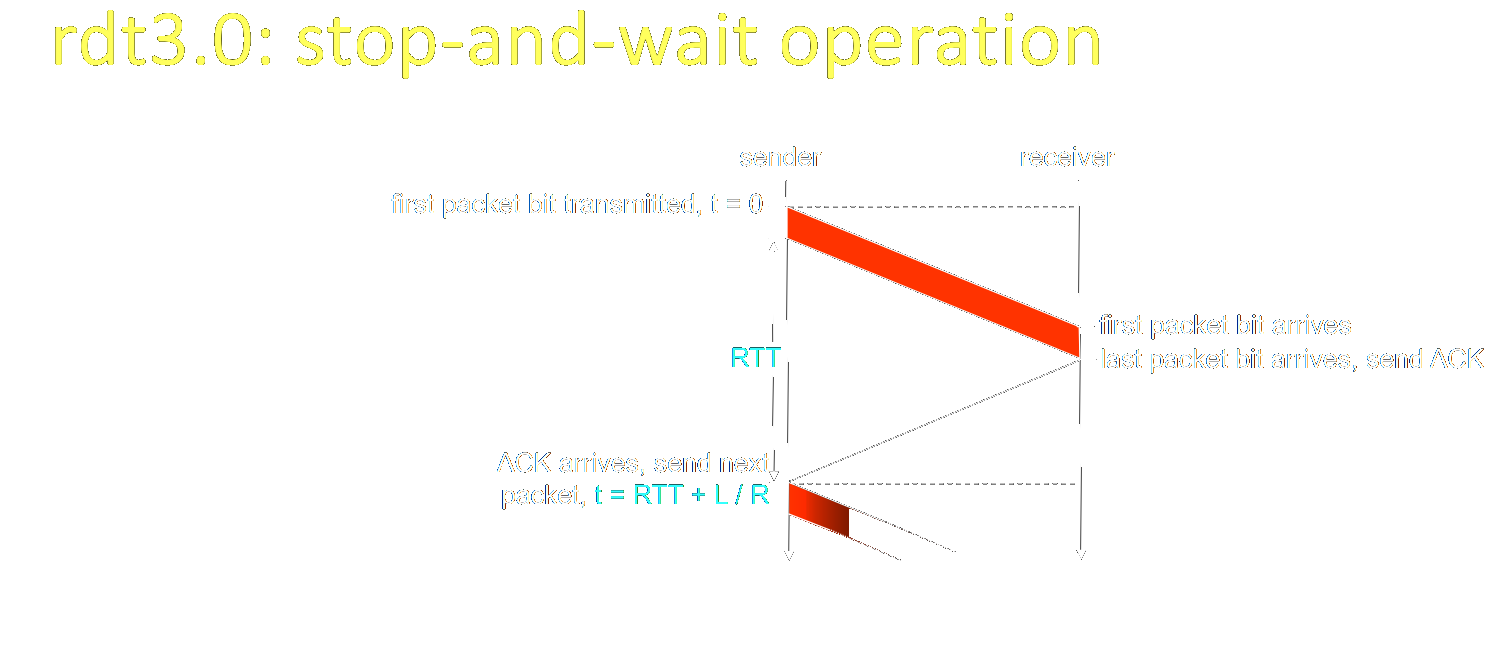 rdt3.0: stop-and-wait operation
sender
receiver
first packet bit transmitted, t = 0
first packet bit arrives
RTT
last packet bit arrives, send ACK
ACK arrives, send next
packet, t = RTT + L / R